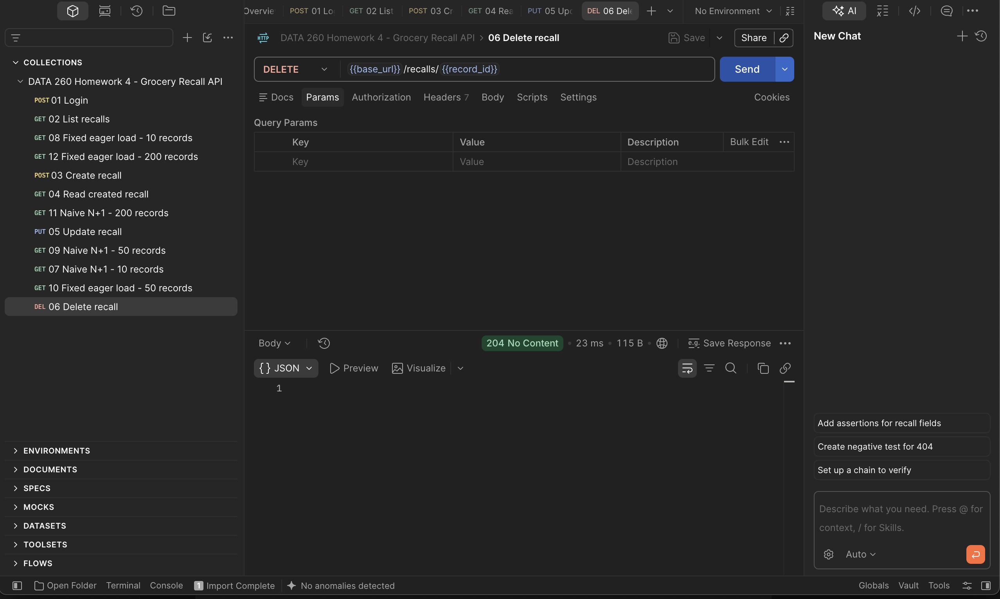 Overvie
POST 01 Lo
GET 02 List
POST 03 Cr
GET 04 Rea
PUT 05 Upd
DEL 06 Dele
No Environment
AI
DATA 260 Homework 4 - Grocery Recall API > 06 Delete recall
Save
Share
New Chat
COLLECTIONS
DATA 260 Homework 4 - Grocery Recall API
POST 01 Login
GET 02 List recalls
GET 08 Fixed eager load - 10 records
GET 12 Fixed eager load - 200 records
POST 03 Create recall
GET 04 Read created recall
GET 11 Naive N+1 - 200 records
PUT 05 Update recall
GET 09 Naive N+1 - 50 records
GET 07 Naive N+1 - 10 records
GET 10 Fixed eager load - 50 records
DEL 06 Delete recall
ENVIRONMENTS
DOCUMENTS
SPECS
MOCKS
DATASETS
TOOLSETS
FLOWS
HTTP
DELETE
{{base_url}}/recalls/{{record_id}}
Send
Docs Params Authorization Headers 7 Body Scripts Settings
Cookies
Query Params
Key Value Description Bulk Edit
Key Value Description
Body
204 No Content • 23 ms • 115 B
e.g. Save Response
{} JSON
Preview
Visualize
1
Add assertions for recall fields
Create negative test for 404
Set up a chain to verify
Describe what you need. Press @ for
context, / for Skills.
Auto
Open Folder Terminal Console 1 Import Complete No anomalies detected
Globals Vault Tools